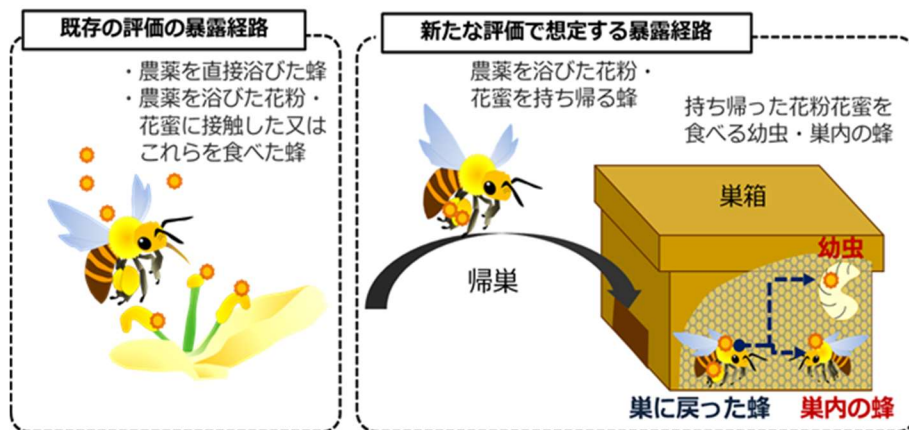 既存の評価の暴露経路
・農薬を直接浴びた蜂
・農薬を浴びた花粉・
花蜜に接触した又は
これらを食べた蜂
新たな評価で想定する暴露経路
農薬を浴びた花粉・
花蜜を持ち帰る蜂
持ち帰った花粉花蜜を
食べる幼虫・巣内の蜂
帰巣
巣箱
幼虫
巣に戻った蜂
巣内の蜂